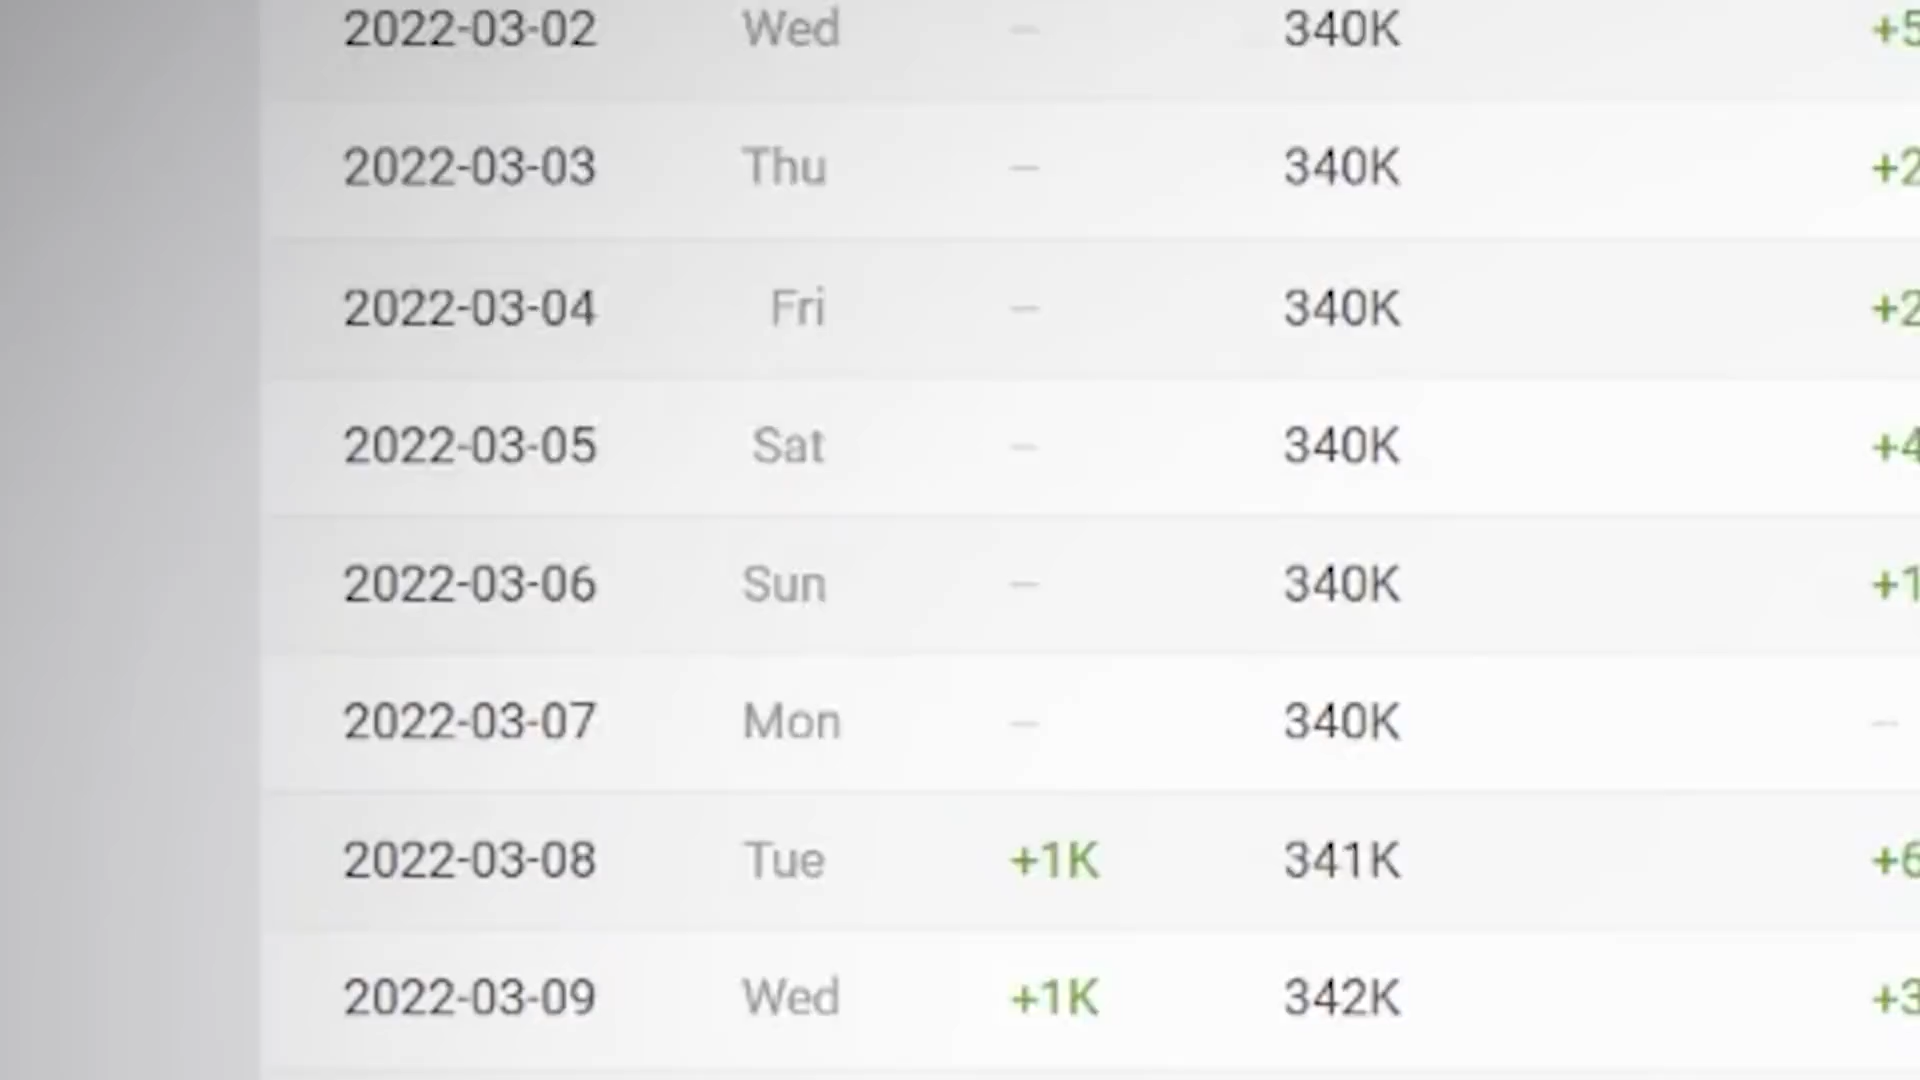 2022-03-02 Wed – 340K +5
2022-03-03 Thu – 340K +2
2022-03-04 Fri – 340K +2
2022-03-05 Sat – 340K +4
2022-03-06 Sun – 340K +1
2022-03-07 Mon – 340K –
2022-03-08 Tue +1K 341K +6
2022-03-09 Wed +1K 342K +3